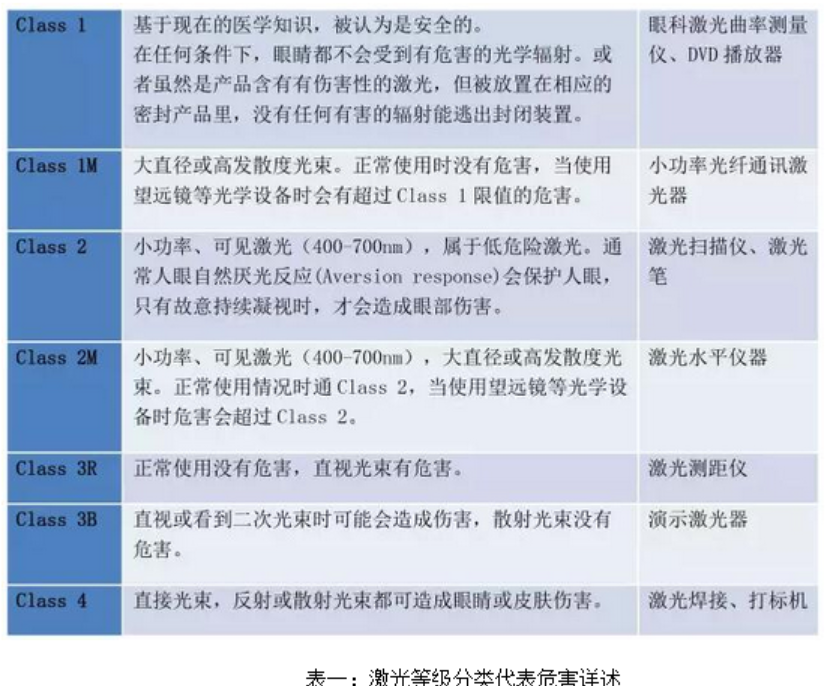 Class 1
基于现在的医学知识，被认为是安全的。
在任何条件下，眼睛都不会受到有危害的光学辐射。或
者虽然是产品含有有伤害性的激光，但被放置在相应的
密封产品里，没有任何有害的辐射能逃出封闭装置。
眼科激光曲率测量
仪、DVD 播放器
Class 1M
大直径或高发散度光束。正常使用时没有危害，当使用
望远镜等光学设备时会有超过 Class 1 限值的危害。
小功率光纤通讯激
光器
Class 2
小功率、可见激光（400-700nm），属于低危险激光。通
常人眼自然厌光反应(Aversion response)会保护人眼，
只有故意持续凝视时，才会造成眼部伤害。
激光扫描仪、激光
笔
Class 2M
小功率、可见激光（400-700nm），大直径或高发散度光
束。正常使用情况时通 Class 2，当使用望远镜等光学设
备时危害会超过 Class 2。
激光水平仪器
Class 3R
正常使用没有危害，直视光束有危害。
激光测距仪
Class 3B
直视或看到二次光束时可能会造成伤害，散射光束没有
危害。
演示激光器
Class 4
直接光束，反射或散射光束都可造成眼睛或皮肤伤害。
激光焊接、打标机
表一：激光等级分类代表危害详述